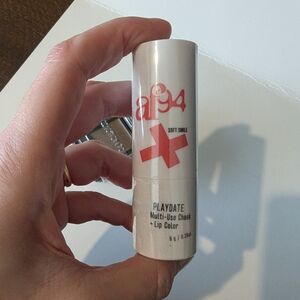 af94
SOFT SMILE
PLAYDATE
Multi-Use Cheek
+ Lip Color